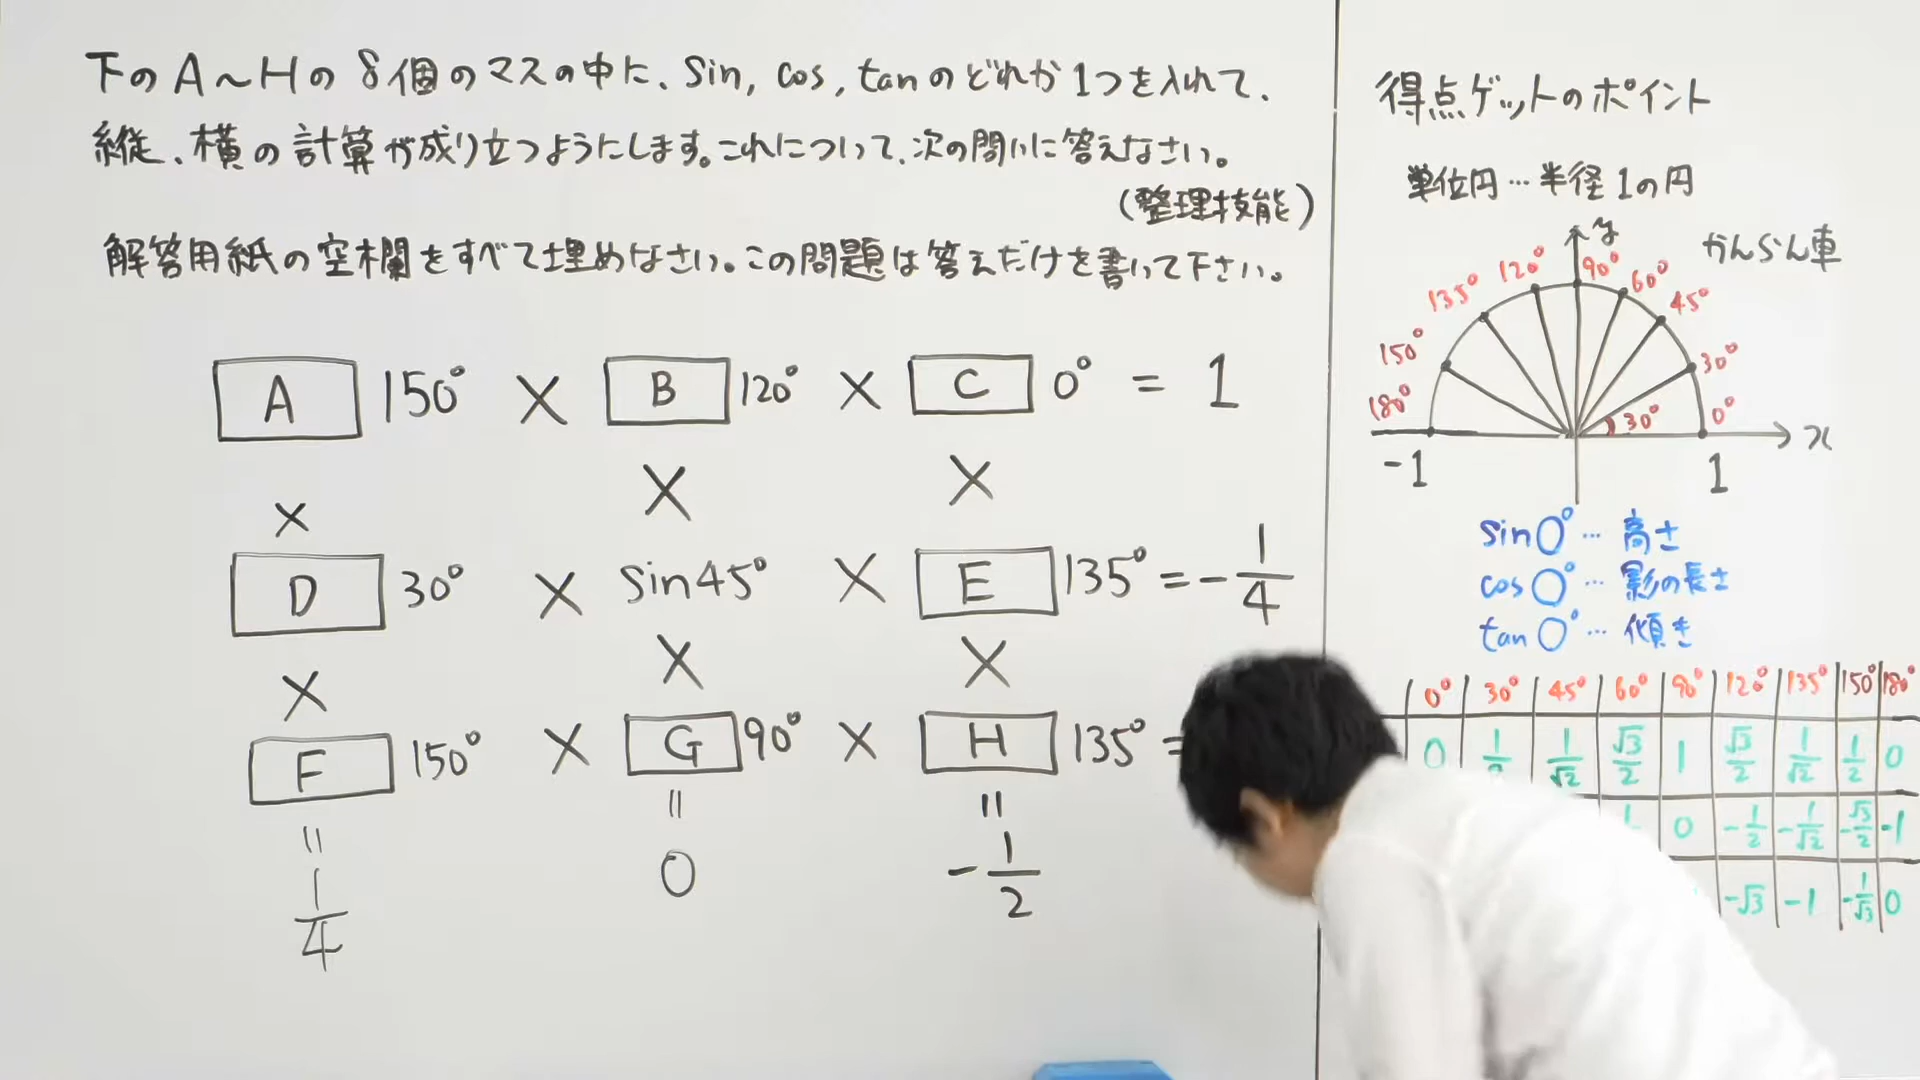 下のA〜Hの8個のマスの中に、sin, cos, tanのどれか1つを入れて、
縦、横の計算が成り立つようにします。これについて、次の問いに答えなさい。
(整理技能)
解答用紙の空欄をすべて埋めなさい。この問題は答えだけを書いて下さい。
A 150° × B 120° × C 0° = 1
× × ×
D 30° × sin45° × E 135° = -1/4
× × ×
F 150° × G 90° × H 135° =
= = =
1/4 0 -1/2
得点ゲットのポイント
単位円…半径1の円
y
かんらん車
180° 150° 135° 120° 90° 60° 45° 30° 0°
30°
x
-1 1
sin○°…高さ
cos○°…影の長さ
tan○°…傾き
0° 30° 45° 60° 90° 120° 135° 150° 180°
0 1/2 1/√2 √3/2 1 √3/2 1/√2 1/2 0
0 -1/2 -1/√2 -√3/2 -1
-√3 -1 -1/√3 0